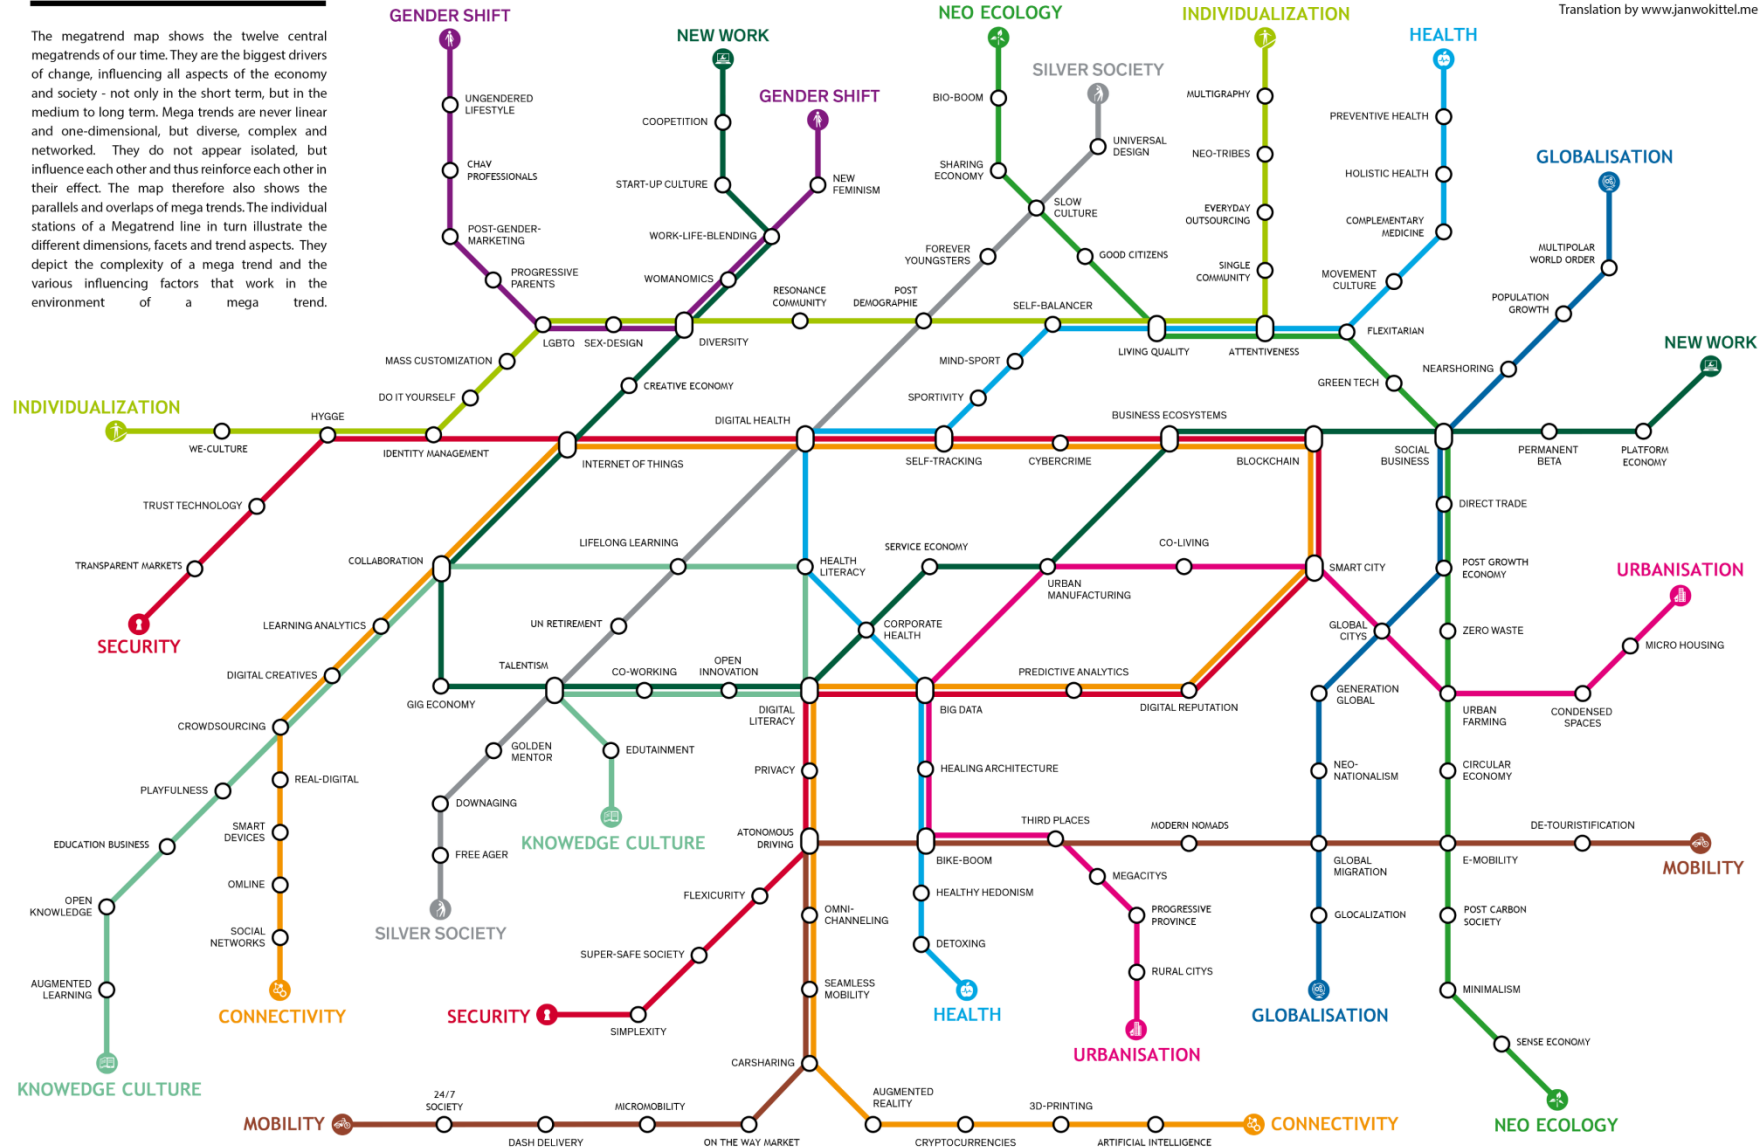 Translation by www.janwokittel.me
The megatrend map shows the twelve central
megatrends of our time. They are the biggest drivers
of change, influencing all aspects of the economy
and society - not only in the short term, but in the
medium to long term. Mega trends are never linear
and one-dimensional, but diverse, complex and
networked. They do not appear isolated, but
influence each other and thus reinforce each other in
their effect. The map therefore also shows the
parallels and overlaps of mega trends. The individual
stations of a Megatrend line in turn illustrate the
different dimensions, facets and trend aspects. They
depict the complexity of a mega trend and the
various influencing factors that work in the
environment of a mega trend.
GENDER SHIFT
NEW WORK
GENDER SHIFT
NEO ECOLOGY
SILVER SOCIETY
INDIVIDUALIZATION
HEALTH
GLOBALISATION
UNGENDERED
LIFESTYLE
CHAV
PROFESSIONALS
POST-GENDER-
MARKETING
PROGRESSIVE
PARENTS
COOPETITION
START-UP CULTURE
WORK-LIFE-BLENDING
WOMANOMICS
NEW
FEMINISM
BIO-BOOM
SHARING
ECONOMY
UNIVERSAL
DESIGN
SLOW
CULTURE
FOREVER
YOUNGSTERS
GOOD CITIZENS
MULTIGRAPHY
NEO-TRIBES
EVERYDAY
OUTSOURCING
SINGLE
COMMUNITY
PREVENTIVE HEALTH
HOLISTIC HEALTH
COMPLEMENTARY
MEDICINE
MOVEMENT
CULTURE
MULTIPOLAR
WORLD ORDER
POPULATION
GROWTH
NEARSHORING
LGBTQ
SEX-DESIGN
DIVERSITY
RESONANCE
COMMUNITY
POST
DEMOGRAPHIE
SELF-BALANCER
LIVING QUALITY
ATTENTIVENESS
FLEXITARIAN
NEW WORK
MASS CUSTOMIZATION
DO IT YOURSELF
CREATIVE ECONOMY
MIND-SPORT
SPORTIVITY
GREEN TECH
INDIVIDUALIZATION
WE-CULTURE
HYGGE
IDENTITY MANAGEMENT
INTERNET OF THINGS
DIGITAL HEALTH
SELF-TRACKING
CYBERCRIME
BUSINESS ECOSYSTEMS
BLOCKCHAIN
SOCIAL
BUSINESS
PERMANENT
BETA
PLATFORM
ECONOMY
TRUST TECHNOLOGY
TRANSPARENT MARKETS
SECURITY
DIRECT TRADE
COLLABORATION
LIFELONG LEARNING
HEALTH
LITERACY
SERVICE ECONOMY
URBAN
MANUFACTURING
CO-LIVING
SMART CITY
POST GROWTH
ECONOMY
URBANISATION
LEARNING ANALYTICS
UN RETIREMENT
CORPORATE
HEALTH
GLOBAL
CITYS
ZERO WASTE
MICRO HOUSING
DIGITAL CREATIVES
GIG ECONOMY
TALENTISM
CO-WORKING
OPEN
INNOVATION
DIGITAL
LITERACY
BIG DATA
PREDICTIVE ANALYTICS
DIGITAL REPUTATION
GENERATION
GLOBAL
URBAN
FARMING
CONDENSED
SPACES
CROWDSOURCING
GOLDEN
MENTOR
EDUTAINMENT
REAL-DIGITAL
PLAYFULNESS
PRIVACY
HEALING ARCHITECTURE
NEO-
NATIONALISM
CIRCULAR
ECONOMY
DOWNAGING
KNOWEDGE CULTURE
SMART
DEVICES
EDUCATION BUSINESS
FREE AGER
ATONOMOUS
DRIVING
BIKE-BOOM
THIRD PLACES
MODERN NOMADS
GLOBAL
MIGRATION
E-MOBILITY
DE-TOURISTIFICATION
MOBILITY
OMLINE
OPEN
KNOWLEDGE
SILVER SOCIETY
FLEXICURITY
HEALTHY HEDONISM
MEGACITYS
OMNI-
CHANNELING
PROGRESSIVE
PROVINCE
GLOCALIZATION
POST CARBON
SOCIETY
SOCIAL
NETWORKS
SUPER-SAFE SOCIETY
DETOXING
RURAL CITYS
AUGMENTED
LEARNING
CONNECTIVITY
SECURITY
SIMPLEXITY
SEAMLESS
MOBILITY
HEALTH
URBANISATION
GLOBALISATION
MINIMALISM
SENSE ECONOMY
KNOWEDGE CULTURE
CARSHARING
MOBILITY
24/7
SOCIETY
DASH DELIVERY
MICROMOBILITY
ON THE WAY MARKET
AUGMENTED
REALITY
CRYPTOCURRENCIES
3D-PRINTING
ARTIFICIAL INTELLIGENCE
CONNECTIVITY
NEO ECOLOGY